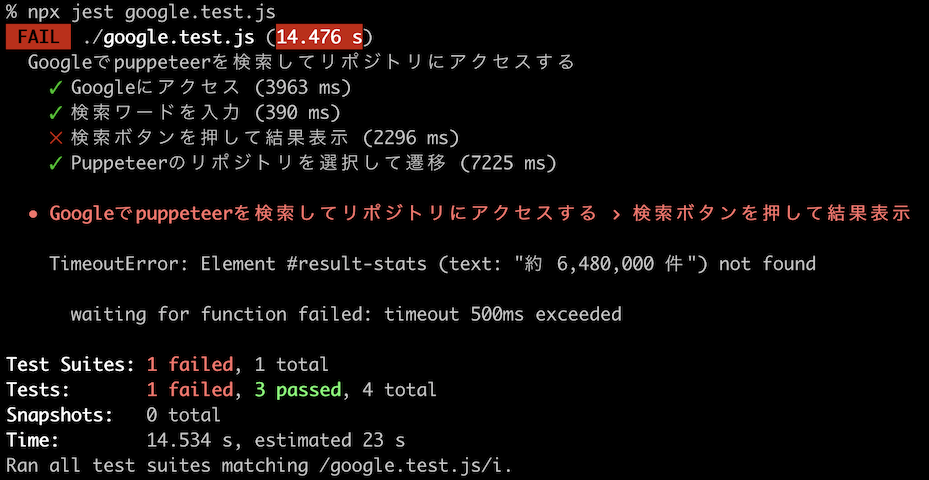 % npx jest google.test.js
FAIL ./google.test.js (14.476 s)
Googleでpuppeteerを検索してリポジトリにアクセスする
✓ Googleにアクセス (3963 ms)
✓ 検索ワードを入力 (390 ms)
✕ 検索ボタンを押して結果表示 (2296 ms)
✓ Puppeteerのリポジトリを選択して遷移 (7225 ms)
● Googleでpuppeteerを検索してリポジトリにアクセスする › 検索ボタンを押して結果表示
TimeoutError: Element #result-stats (text: "約 6,480,000 件") not found
waiting for function failed: timeout 500ms exceeded
Test Suites: 1 failed, 1 total
Tests: 1 failed, 3 passed, 4 total
Snapshots: 0 total
Time: 14.534 s, estimated 23 s
Ran all test suites matching /google.test.js/i.